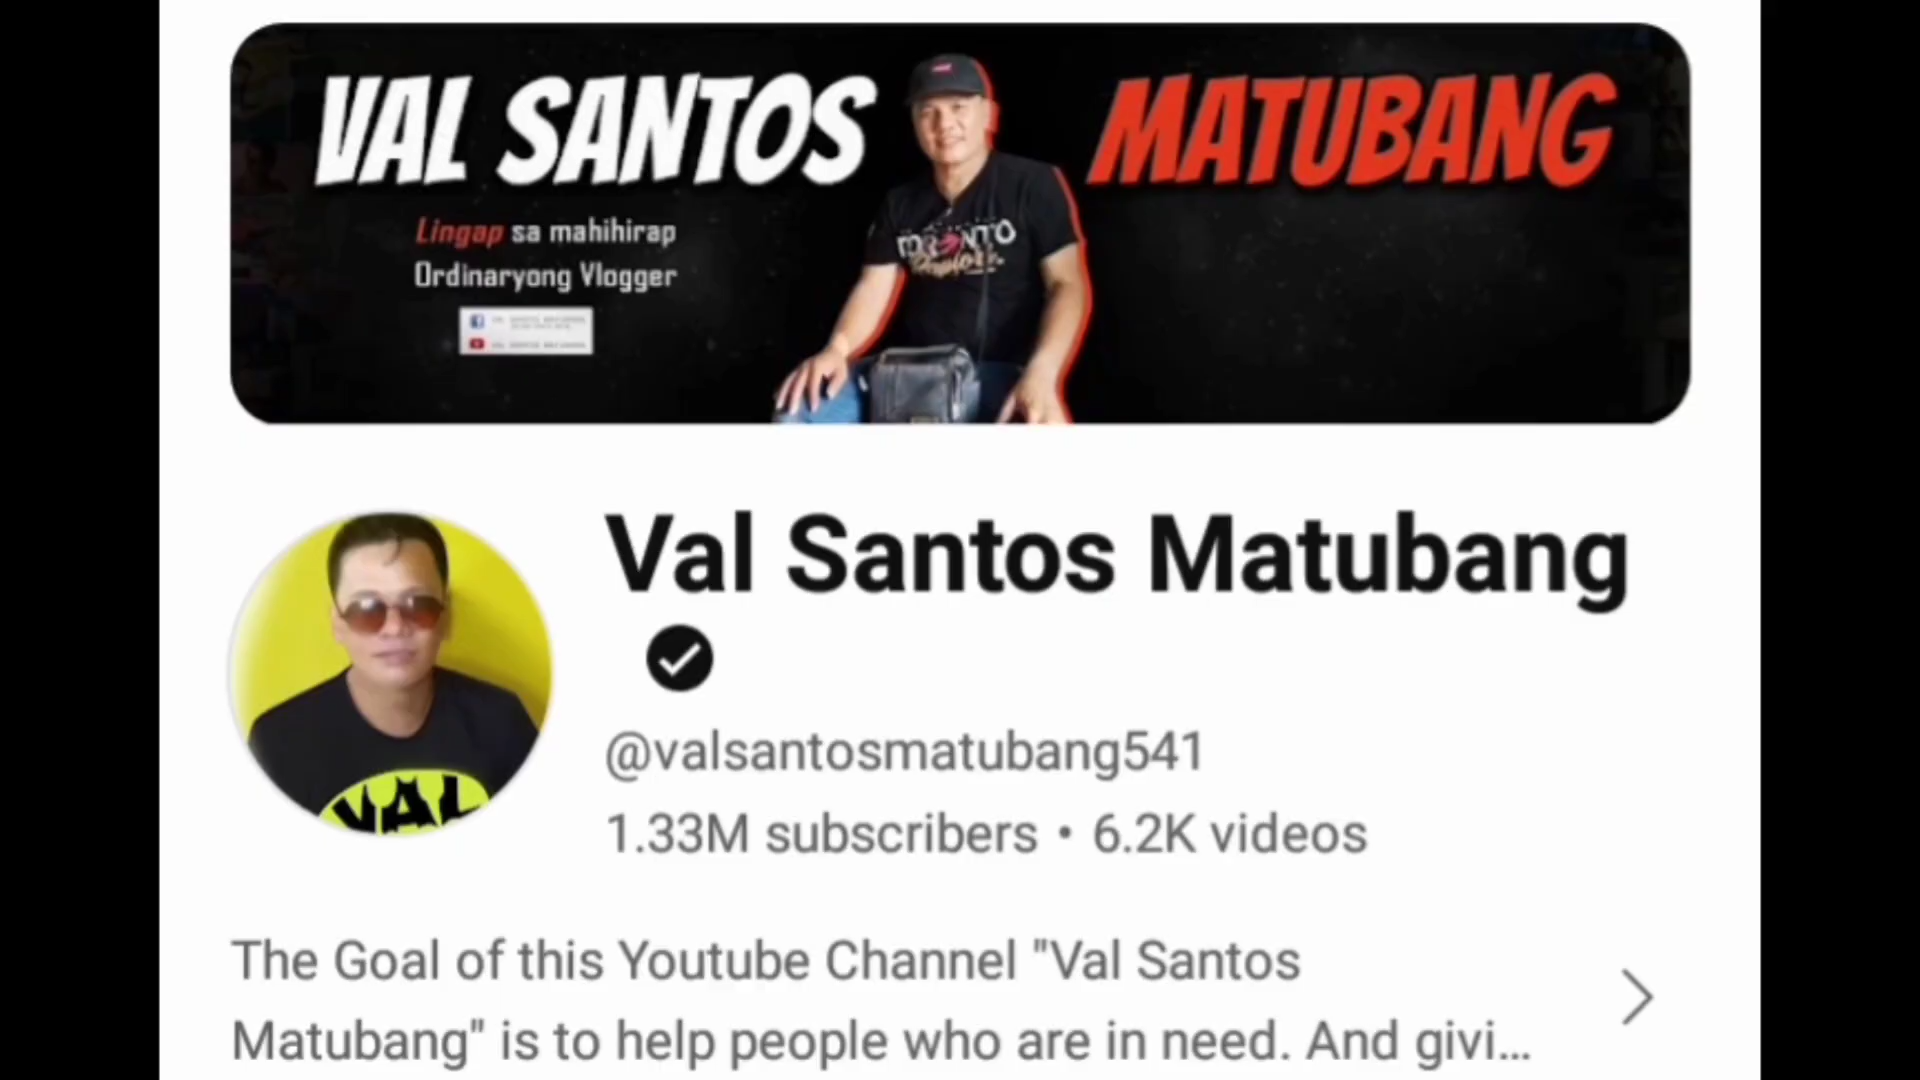 VAL SANTOS
MATUBANG
Lingap sa mahihirap
Ordinaryong Vlogger
TORONTO
VAL
Val Santos Matubang
@valsantosmatubang541
1.33M subscribers • 6.2K videos
The Goal of this Youtube Channel "Val Santos
Matubang" is to help people who are in need. And givi...